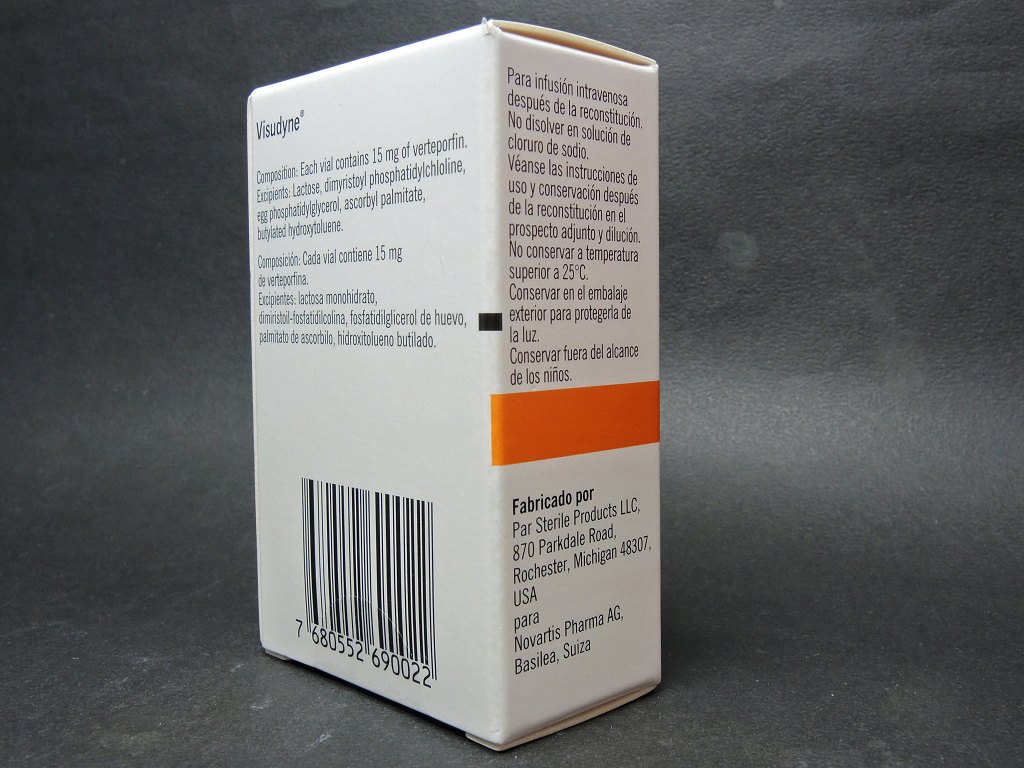 Visudyne®
Composition: Each vial contains 15 mg of verteporfin.
Excipients: Lactose, dimyristoyl phosphatidylchloline,
egg phosphatidylglycerol, ascorbyl palmitate,
butylated hydroxytoluene.
Composición: Cada vial contiene 15 mg
de verteporfina.
Excipientes: lactosa monohidrato,
dimiristoil-fosfatidilcolina, fosfatidilglicerol de huevo,
palmitato de ascorbilo, hidroxitolueno butilado.
7 680552 690022
Para infusión intravenosa
después de la reconstitución.
No disolver en solución de
cloruro de sodio.
Véanse las instrucciones de
uso y conservación después
de la reconstitución en el
prospecto adjunto y dilución.
No conservar a temperatura
superior a 25°C.
Conservar en el embalaje
exterior para protegerla de
la luz.
Conservar fuera del alcance
de los niños.
Fabricado por
Par Sterile Products LLC,
870 Parkdale Road,
Rochester, Michigan 48307,
USA
para
Novartis Pharma AG,
Basilea, Suiza